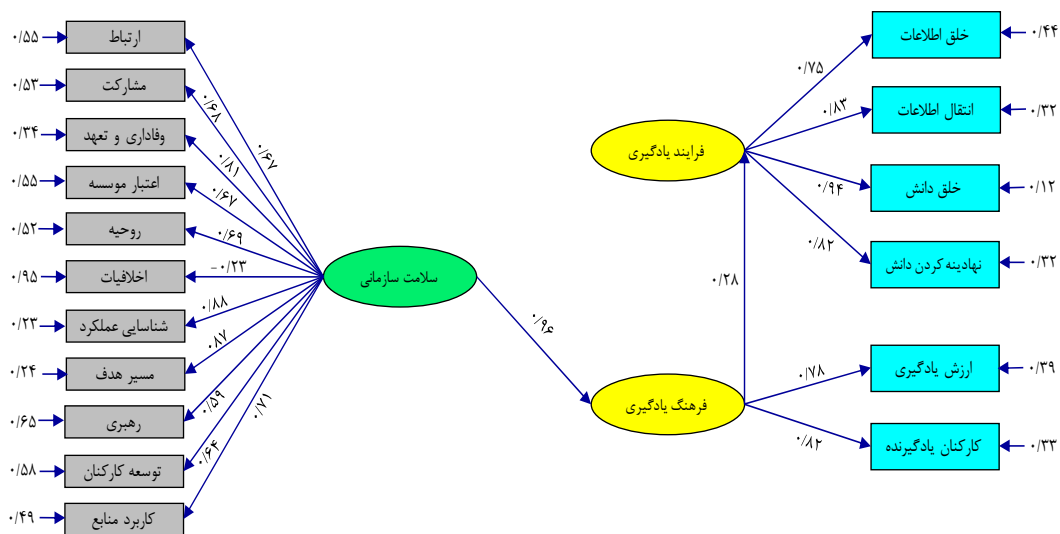 ارتباط
۰/۵۵
مشارکت
۰/۵۳
وفاداری و تعهد
۰/۳۴
اعتبار موسسه
۰/۵۵
روحیه
۰/۵۲
اخلاقیات
۰/۹۵
شناسایی عملکرد
۰/۲۳
مسیر هدف
۰/۲۴
رهبری
۰/۶۵
توسعه کارکنان
۰/۵۸
کاربرد منابع
۰/۴۹
۰/۶۷
۰/۶۸
۰/۸۱
۰/۶۷
۰/۶۹
-۰/۲۳
۰/۸۸
۰۸۷
۰/۵۹
۰/۶۴
۰/۷۱
سلامت سازمانی
۰/۹۶
فرایند یادگیری
۰/۲۸
فرهنگ یادگیری
۰/۷۵
۰/۸۳
۰/۹۴
۰/۸۲
۰/۷۸
۰/۸۲
خلق اطلاعات
۰/۴۴
انتقال اطلاعات
۰/۳۲
خلق دانش
۰/۱۲
نهادینه کردن دانش
۰/۳۲
ارزش یادگیری
۰/۳۹
کارکنان یادگیرنده
۰/۳۳